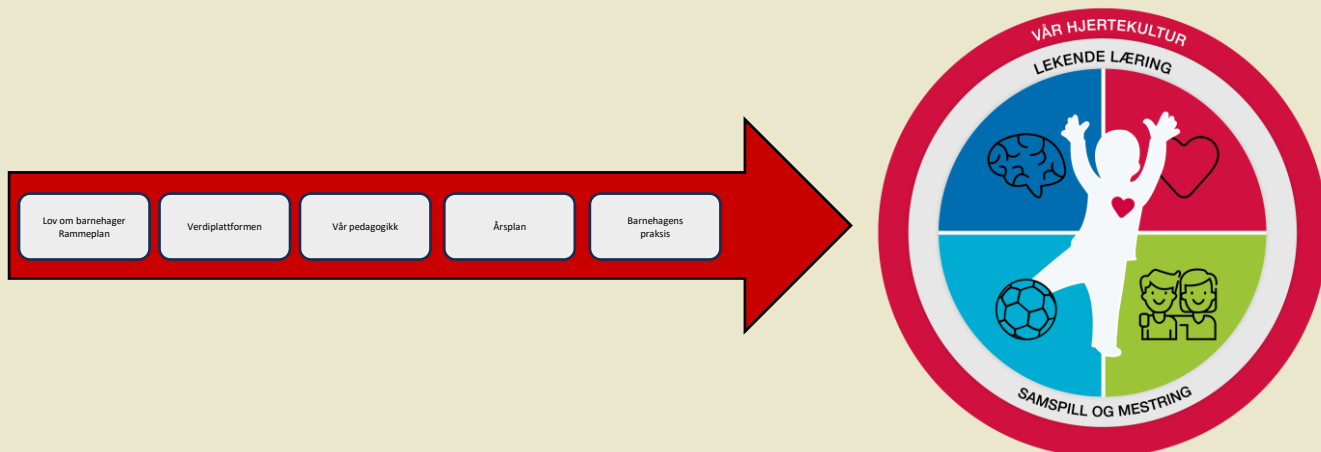 Lov om barnehager
Rammeplan
Verdiplattformen
Vår pedagogikk
Årsplan
Barnehagens
praksis
VÅR HJERTEKULTUR
LEKENDE LÆRING
SAMSPILL OG MESTRING